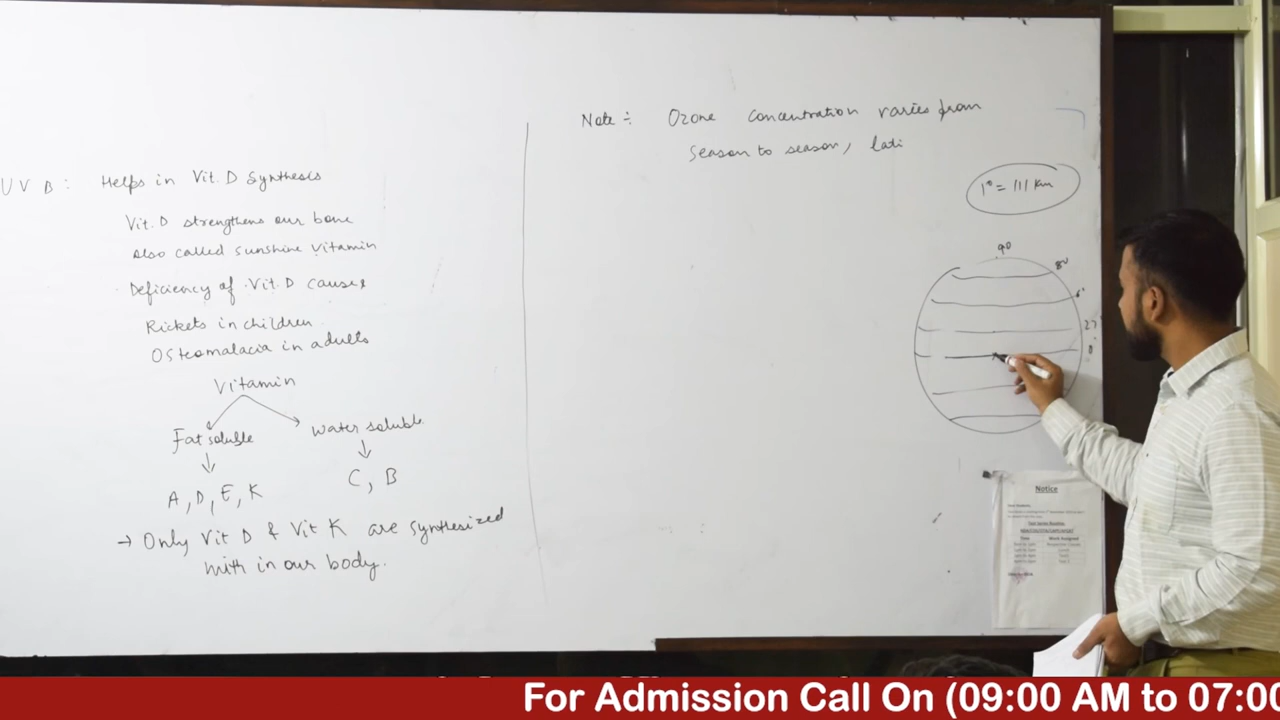 U V B : Helps in Vit. D Synthesis
Vit. D strengthens our bone
Also called sunshine vitamin
Deficiency of Vit. D causes
Rickets in children
Osteomalacia in adults
Vitamin
Fat soluble
Water soluble
A, D, E, K
C, B
→ Only Vit D & Vit K are synthesized
with in our body.
Note :- Ozone concentration varies from
season to season, lati
1° = 111 Km
90
80
0°
Notice
For Admission Call On (09:00 AM to 07:00